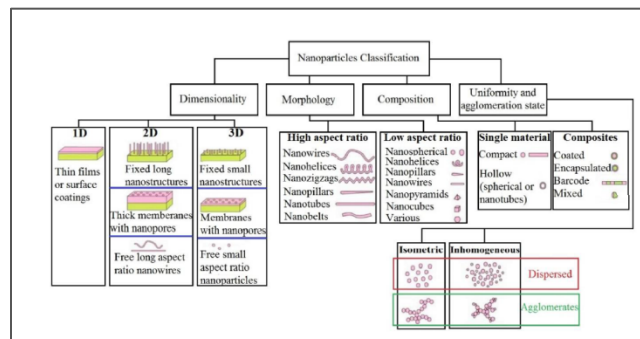 Nanoparticles Classification
Dimensionality
Morphology
Composition
Uniformity and
agglomeration state
1D
Thin films
or surface
coatings
2D
Fixed long
nanostructures
Thick memberanes
with nanopores
Free long aspect
ratio nanowires
3D
Fixed small
nanostructures
Membranes
with nanopores
Free small
aspect ratio
nanoparticles
High aspect ratio
Nanowires
Nanohelices
Nanozigzags
Nanopillars
Nanotubes
Nanobelts
Low aspect ratio
Nanospherical
Nanohelices
Nanopillars
Nanowires
Nanopyramids
Nanocubes
Various
Single material
Compact
Hollow
(spherical or
nanotubes)
Composites
Coated
Encapsulated
Barcode
Mixed
Isometric
Inhomogeneous
Dispersed
Agglomerates